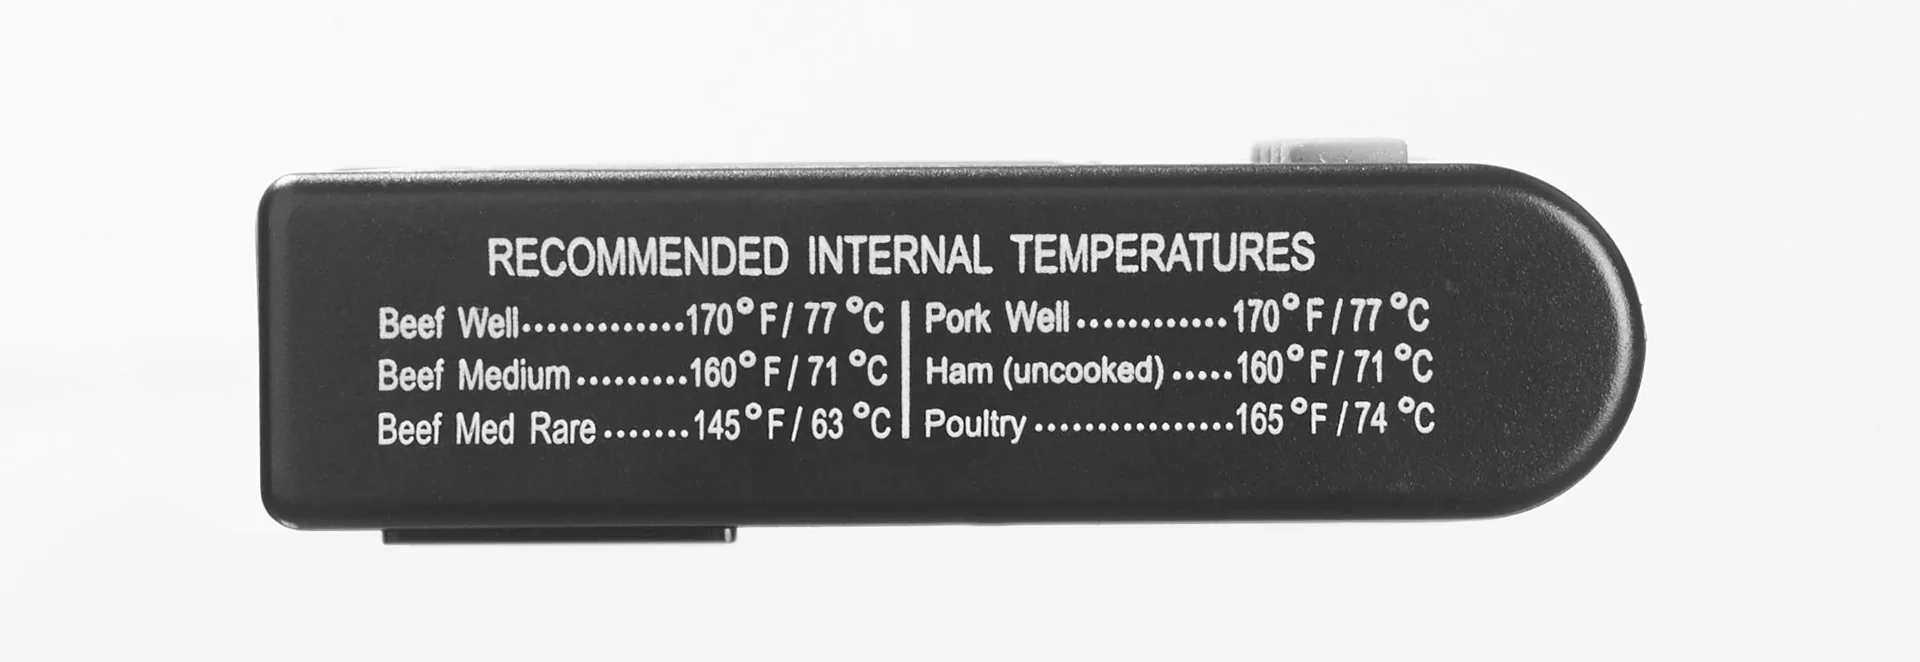 RECOMMENDED INTERNAL TEMPERATURES
Beef Well.............170°F/ 77 °C
Beef Medium.........160°F/ 71 °C
Beef Med Rare.......145°F/ 63 °C
Pork Well............170°F/ 77 °C
Ham (uncooked).....160°F/ 71 °C
Poultry................165°F/ 74 °C